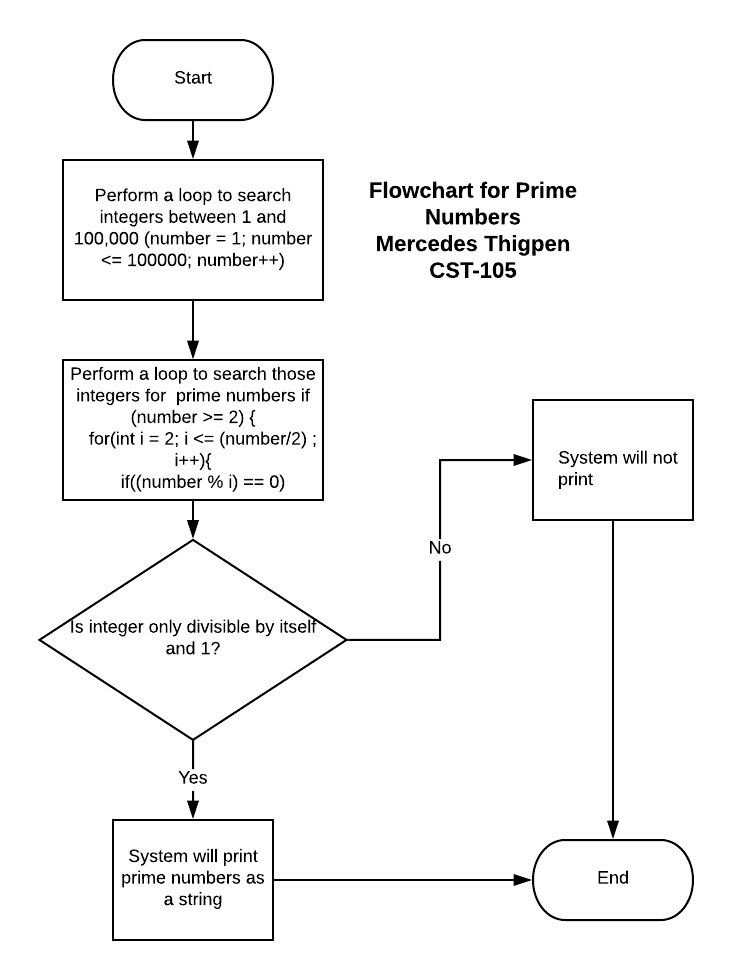 Start
Perform a loop to search
integers between 1 and
100,000 (number = 1; number
<= 100000; number++)
Flowchart for Prime
Numbers
Mercedes Thigpen
CST-105
Perform a loop to search those
integers for prime numbers if
(number >= 2) {
for(int i = 2; i <= (number/2) ;
i++){
if((number % i) == 0)
System will not
print
No
Is integer only divisible by itself
and 1?
Yes
System will print
prime numbers as
a string
End